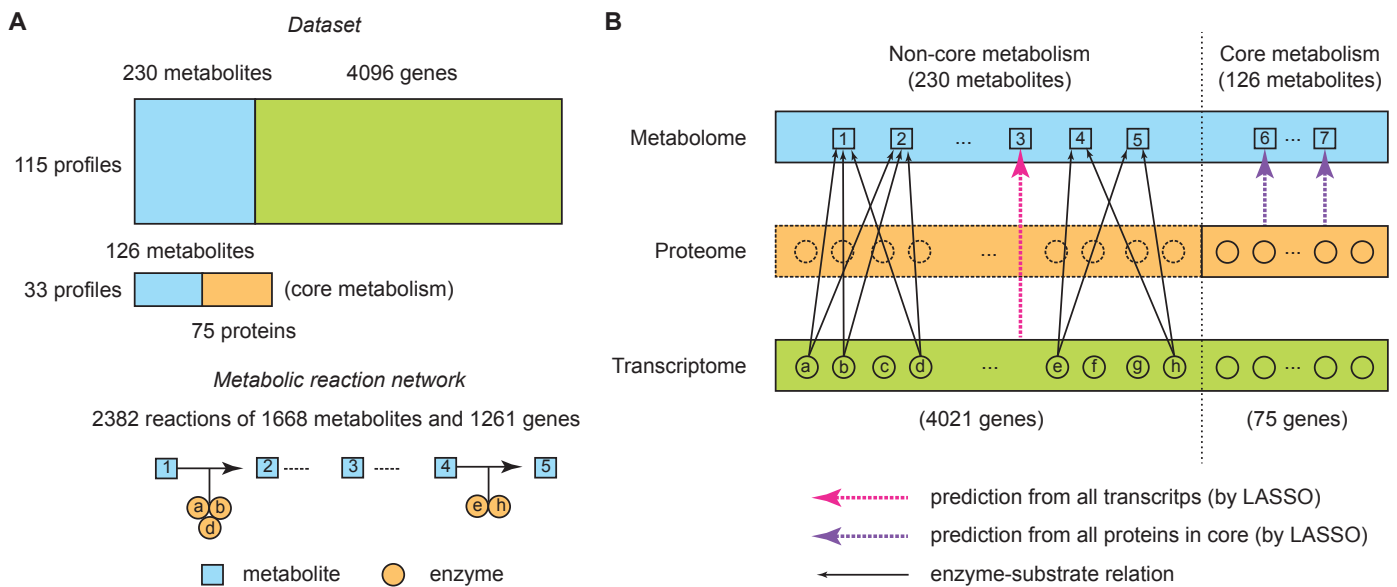 A
Dataset
230 metabolites
4096 genes
115 profiles
126 metabolites
33 profiles
(core metabolism)
75 proteins
Metabolic reaction network
2382 reactions of 1668 metabolites and 1261 genes
1 2 3 4 5
a b e h
d
metabolite enzyme
B
Non-core metabolism
(230 metabolites)
Core metabolism
(126 metabolites)
Metabolome
1 2 ... 3 4 5 6 ... 7
Proteome
... ...
Transcriptome
a b c d ... e f g h ...
(4021 genes)
(75 genes)
prediction from all transcritps (by LASSO)
prediction from all proteins in core (by LASSO)
enzyme-substrate relation